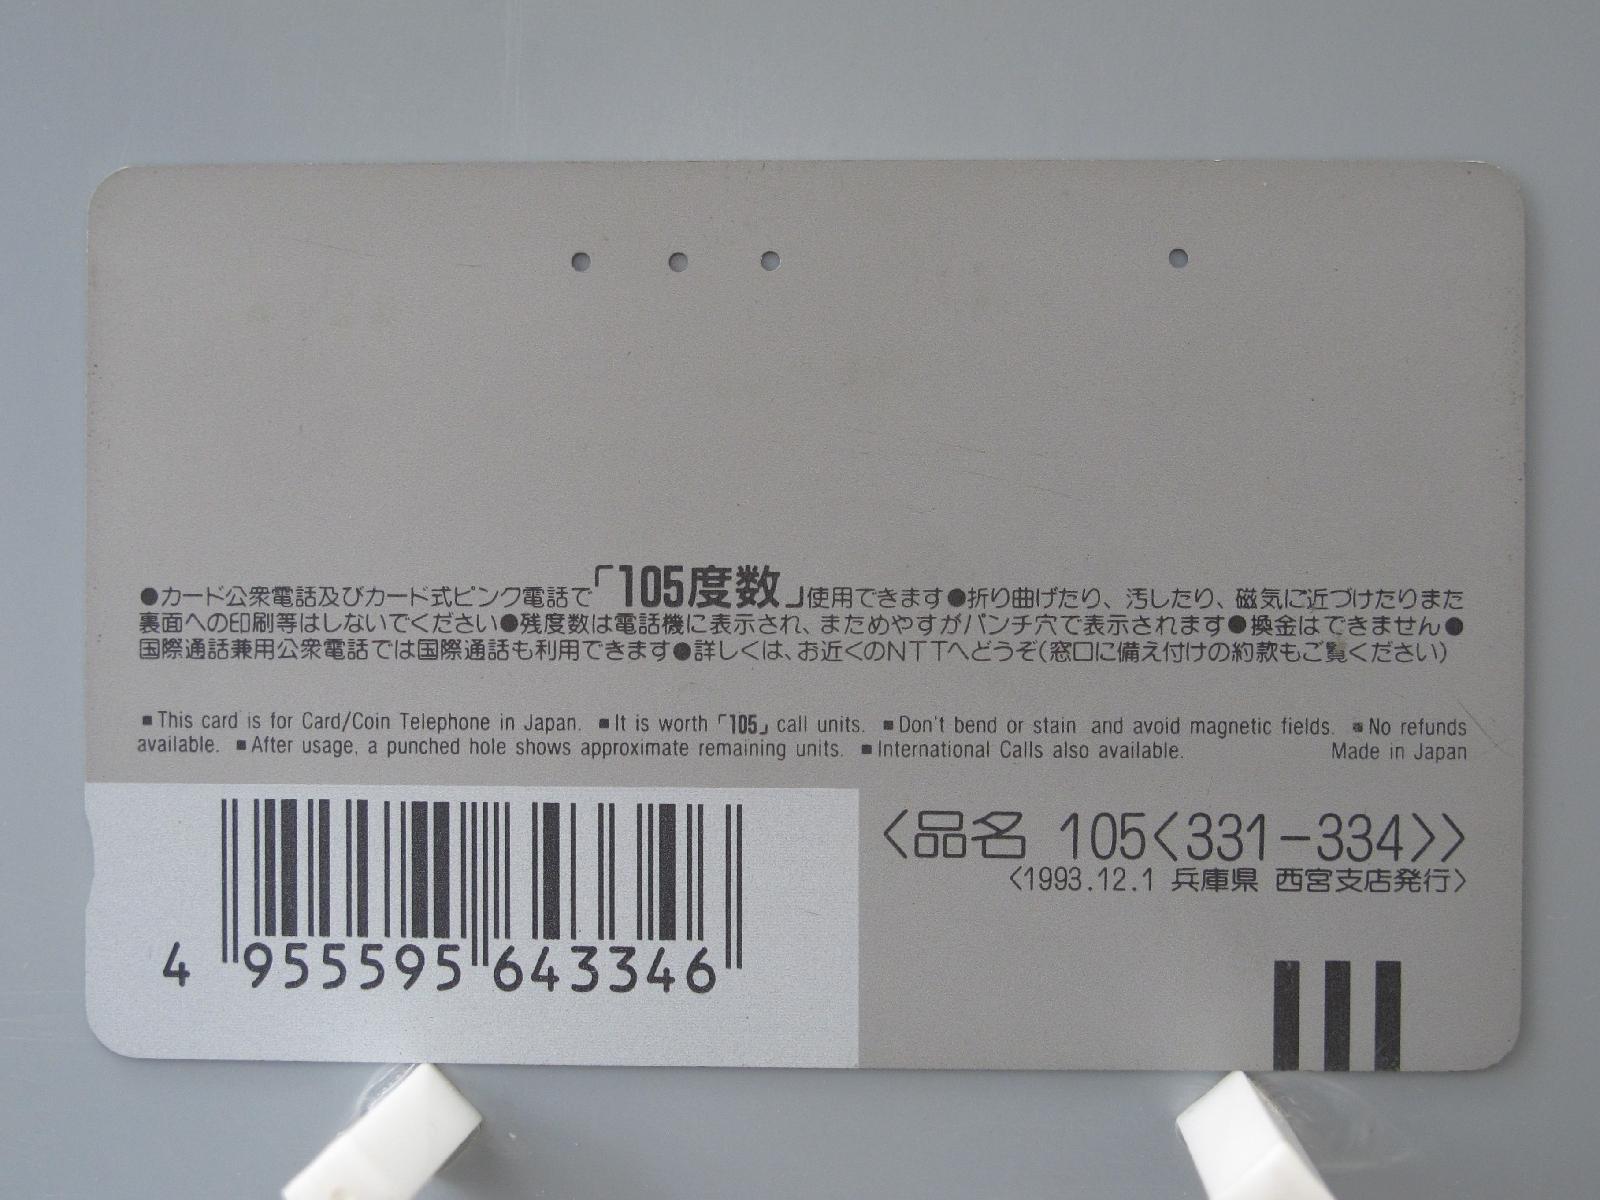 ●カード公衆電話及びカード式ピンク電話で「105度数」使用できます●折り曲げたり、汚したり、磁気に近づけたりまた
裏面への印刷等はしないでください●残度数は電話機に表示され、まためやすがパンチ穴で表示されます●換金はできません●
国際通話兼用公衆電話では国際通話も利用できます●詳しくは、お近くのNTTへどうぞ(窓口に備え付けの約款もご覧ください)
■This card is for Card/Coin Telephone in Japan. ■It is worth「105」call units. ■Don't bend or stain and avoid magnetic fields. ■No refunds
available. ■After usage, a punched hole shows approximate remaining units. ■International Calls also available. Made in Japan
<品名 105<331-334>>
<1993.12.1 兵庫県 西宮支店発行>
4 955595 643346